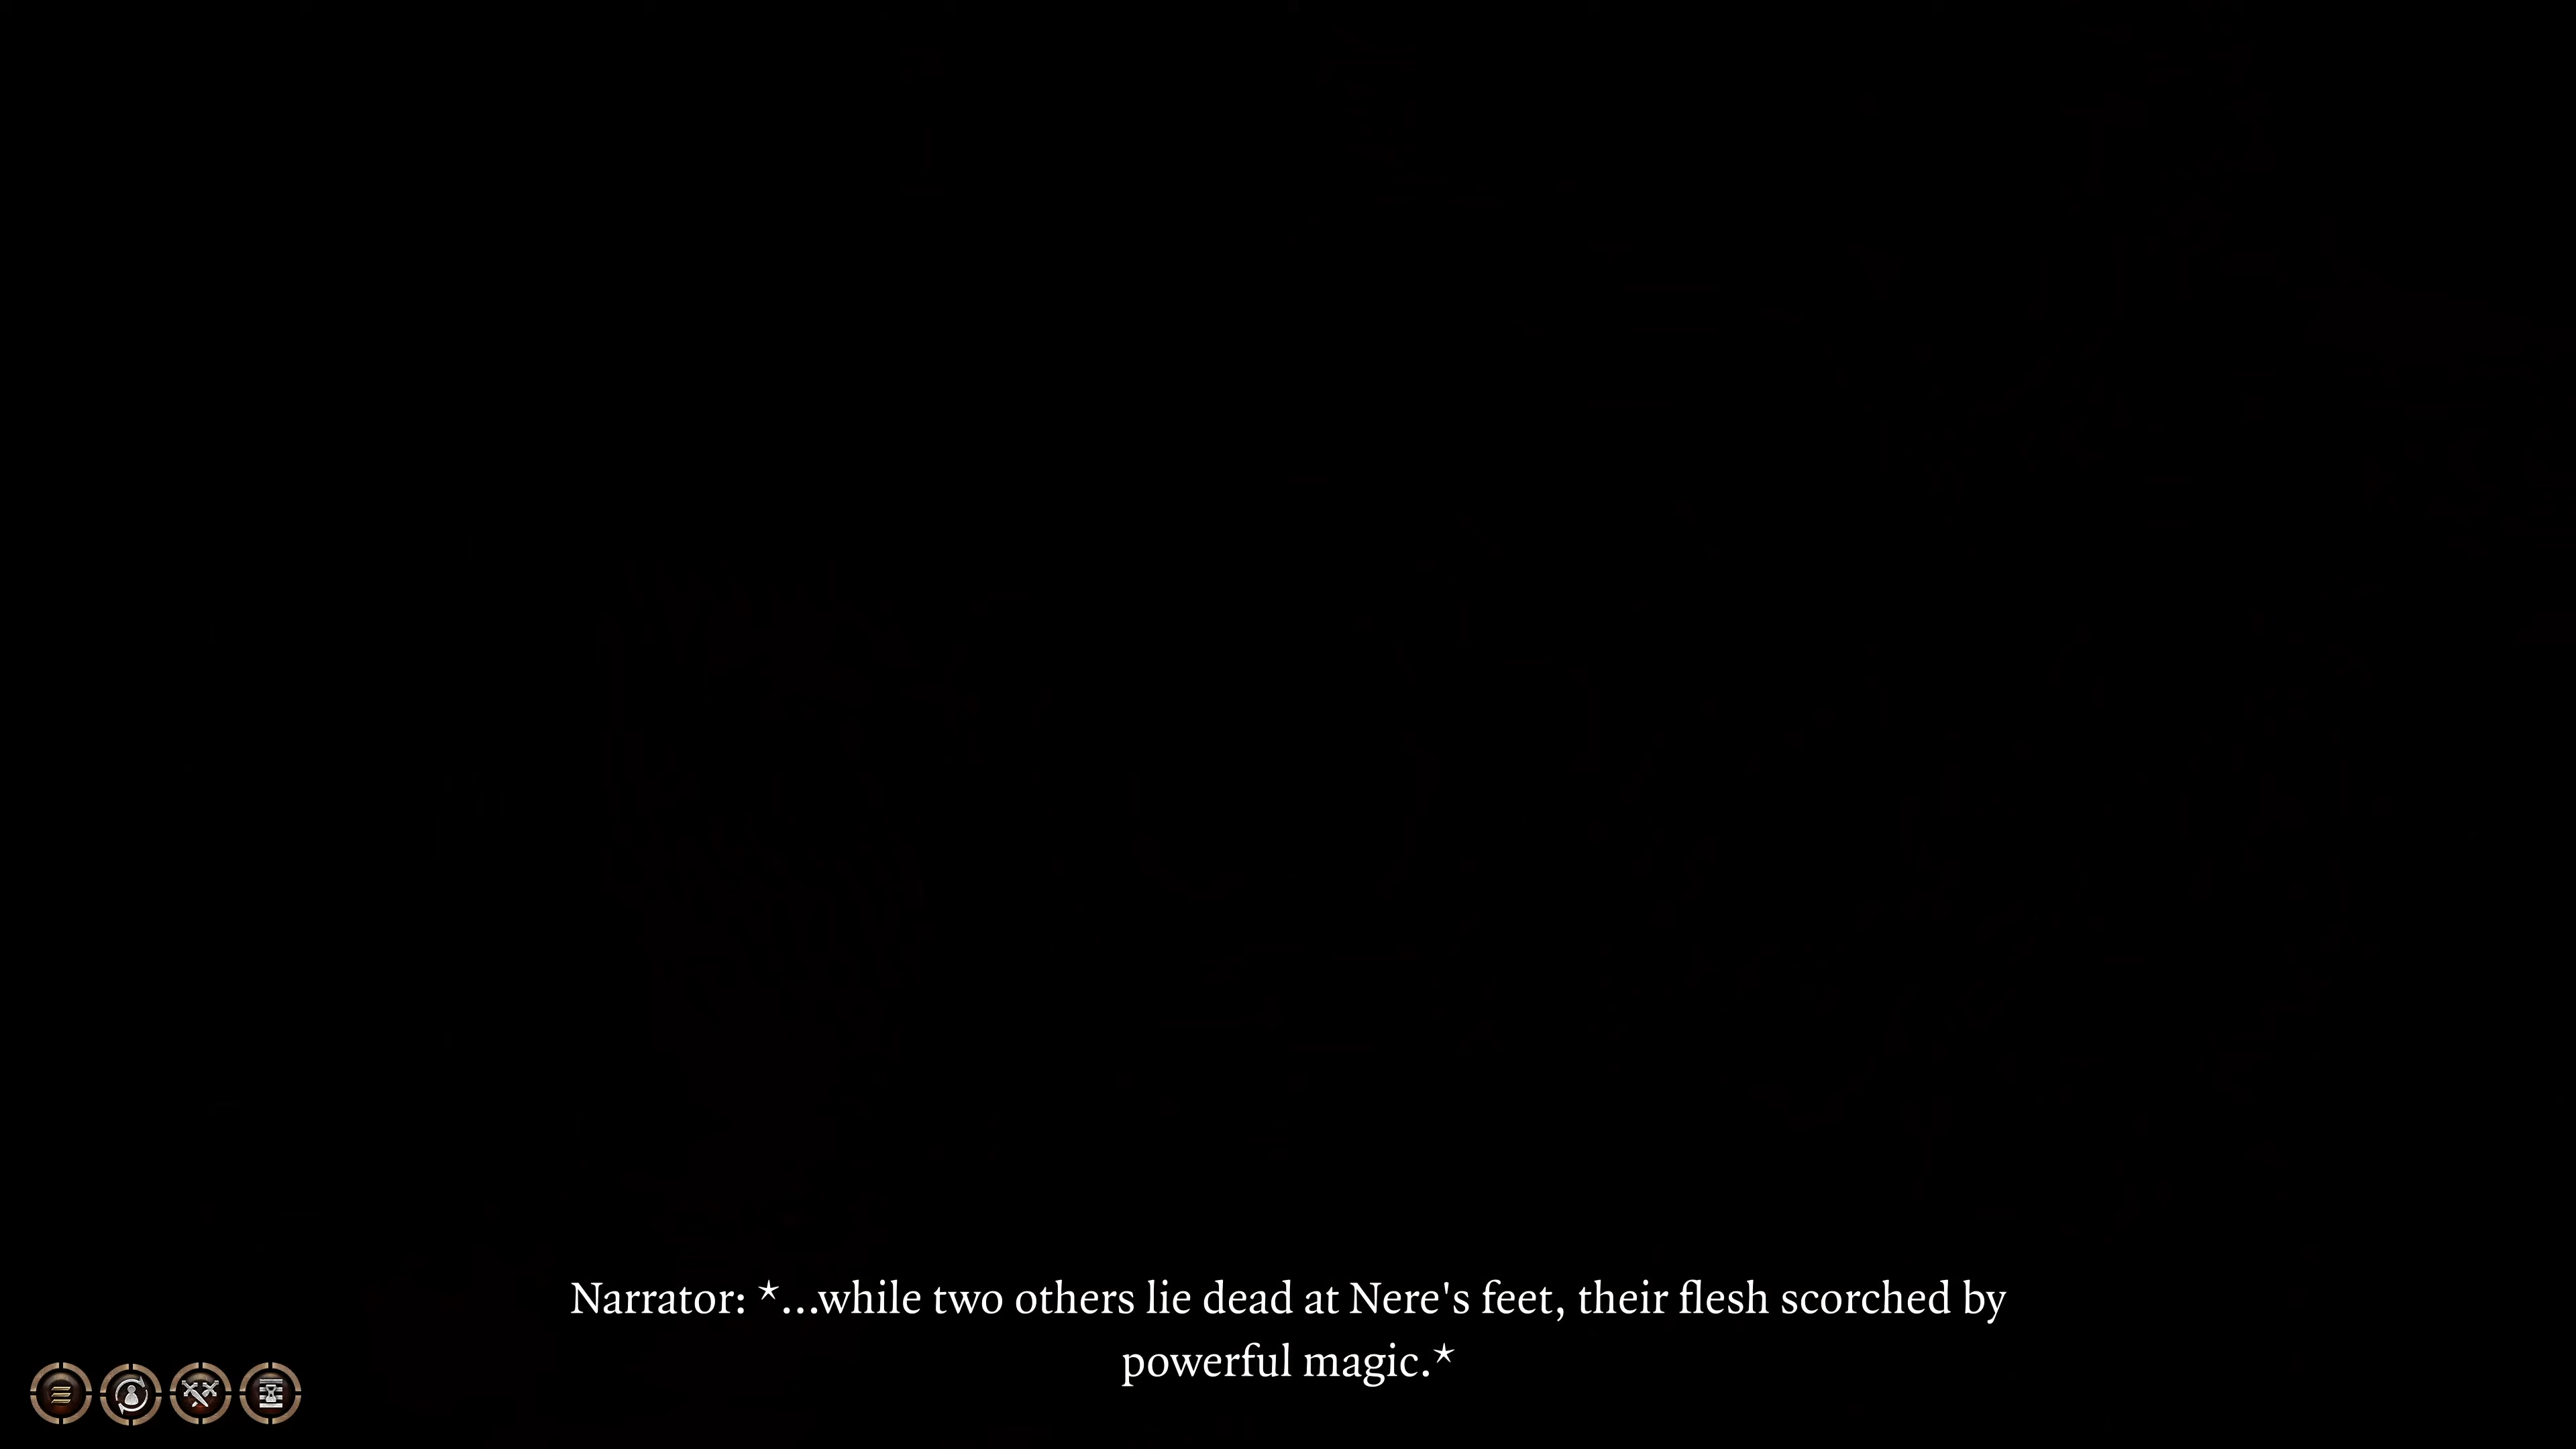 Narrator: *...while two others lie dead at Nere's feet, their flesh scorched by
powerful magic.*